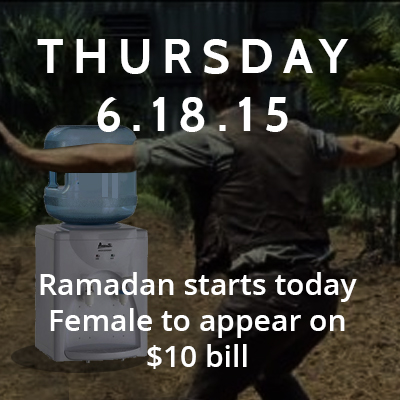 THURSDAY
6.18.15
Ramadan starts today
Female to appear on
$10 bill